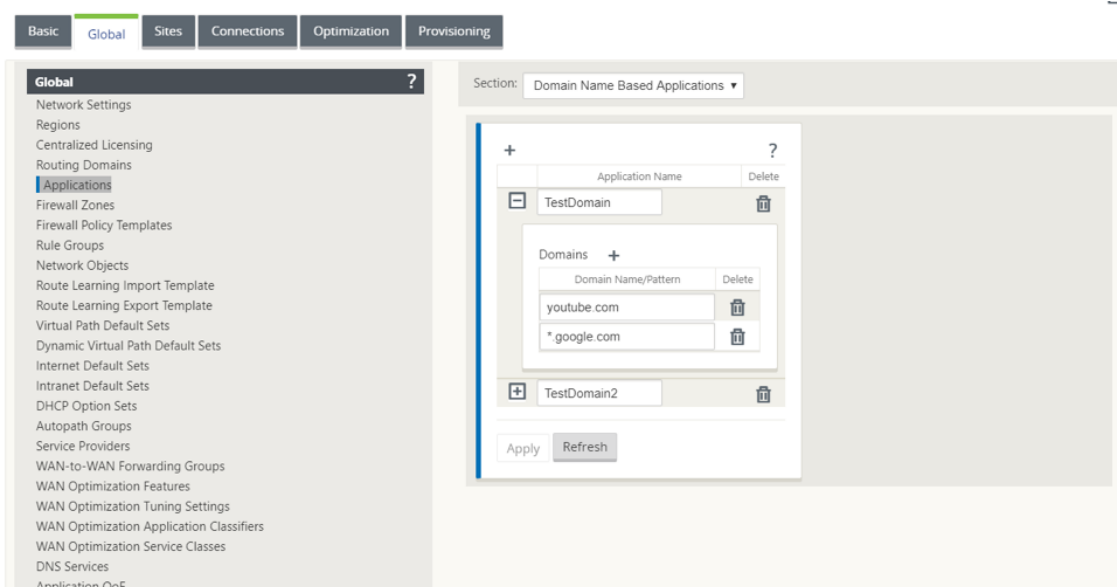 Basic Global Sites Connections Optimization Provisioning
Global ?
Network Settings
Regions
Centralized Licensing
Routing Domains
Applications
Firewall Zones
Firewall Policy Templates
Rule Groups
Network Objects
Route Learning Import Template
Route Learning Export Template
Virtual Path Default Sets
Dynamic Virtual Path Default Sets
Internet Default Sets
Intranet Default Sets
DHCP Option Sets
Autopath Groups
Service Providers
WAN-to-WAN Forwarding Groups
WAN Optimization Features
WAN Optimization Tuning Settings
WAN Optimization Application Classifiers
WAN Optimization Service Classes
DNS Services
Application QoE
Section: Domain Name Based Applications ▾
+ ?
Application Name Delete
TestDomain
Domains +
Domain Name/Pattern Delete
youtube.com
*.google.com
TestDomain2
Apply Refresh